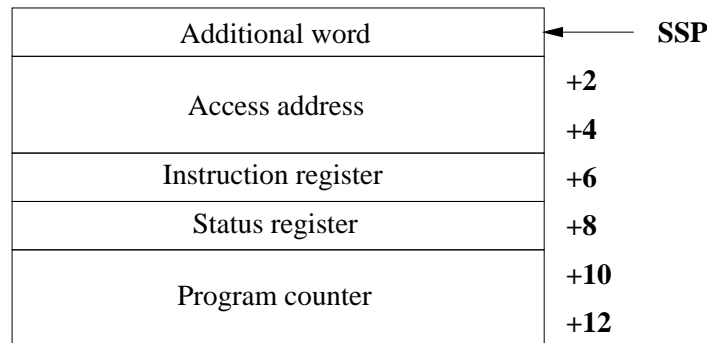 Additional word
SSP
Access address
+2
+4
Instruction register
+6
Status register
+8
Program counter
+10
+12